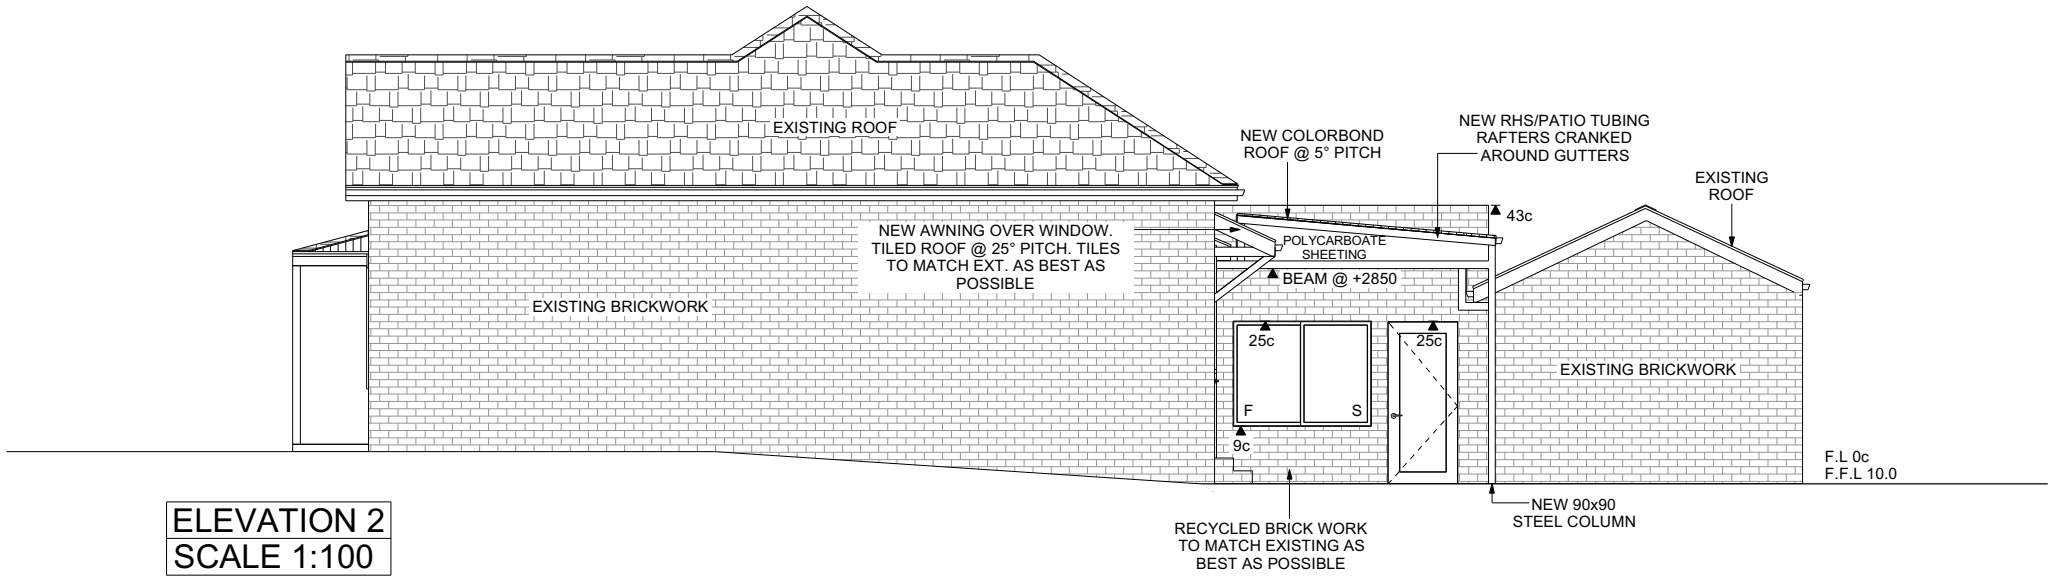 EXISTING ROOF
NEW COLORBOND
ROOF @ 5° PITCH
NEW RHS/PATIO TUBING
RAFTERS CRANKED
AROUND GUTTERS
EXISTING
ROOF
43c
NEW AWNING OVER WINDOW.
TILED ROOF @ 25° PITCH. TILES
TO MATCH EXT. AS BEST AS
POSSIBLE
POLYCARBOATE
SHEETING
BEAM @ +2850
EXISTING BRICKWORK
25c
25c
EXISTING BRICKWORK
F
S
9c
F.L 0c
F.F.L 10.0
NEW 90x90
STEEL COLUMN
RECYCLED BRICK WORK
TO MATCH EXISTING AS
BEST AS POSSIBLE
ELEVATION 2
SCALE 1:100